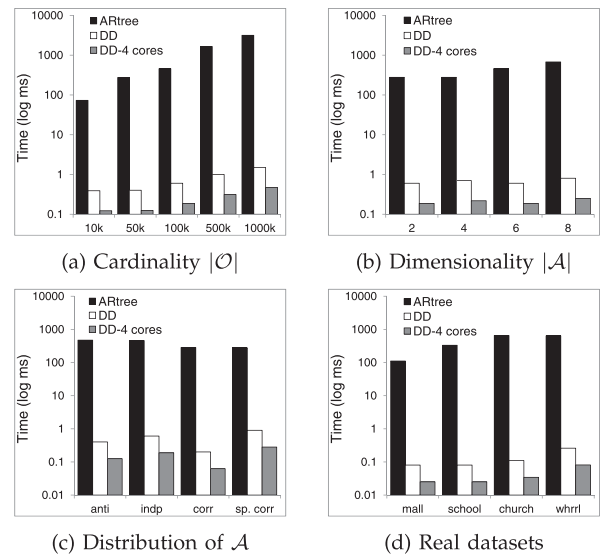 10000
1000
100
10
1
0.1
Time (log ms)
ARtree
DD
DD-4 cores
10k 50k 100k 500k 1000k
(a) Cardinality |𝒪|
10000
1000
100
10
1
0.1
Time (log ms)
ARtree
DD
DD-4 cores
2 4 6 8
(b) Dimensionality |𝒜|
10000
1000
100
10
1
0.1
0.01
Time (log ms)
ARtree
DD
DD-4 cores
anti indp corr sp. corr
(c) Distribution of 𝒜
10000
1000
100
10
1
0.1
0.01
Time (log ms)
ARtree
DD
DD-4 cores
mall school church whrrl
(d) Real datasets